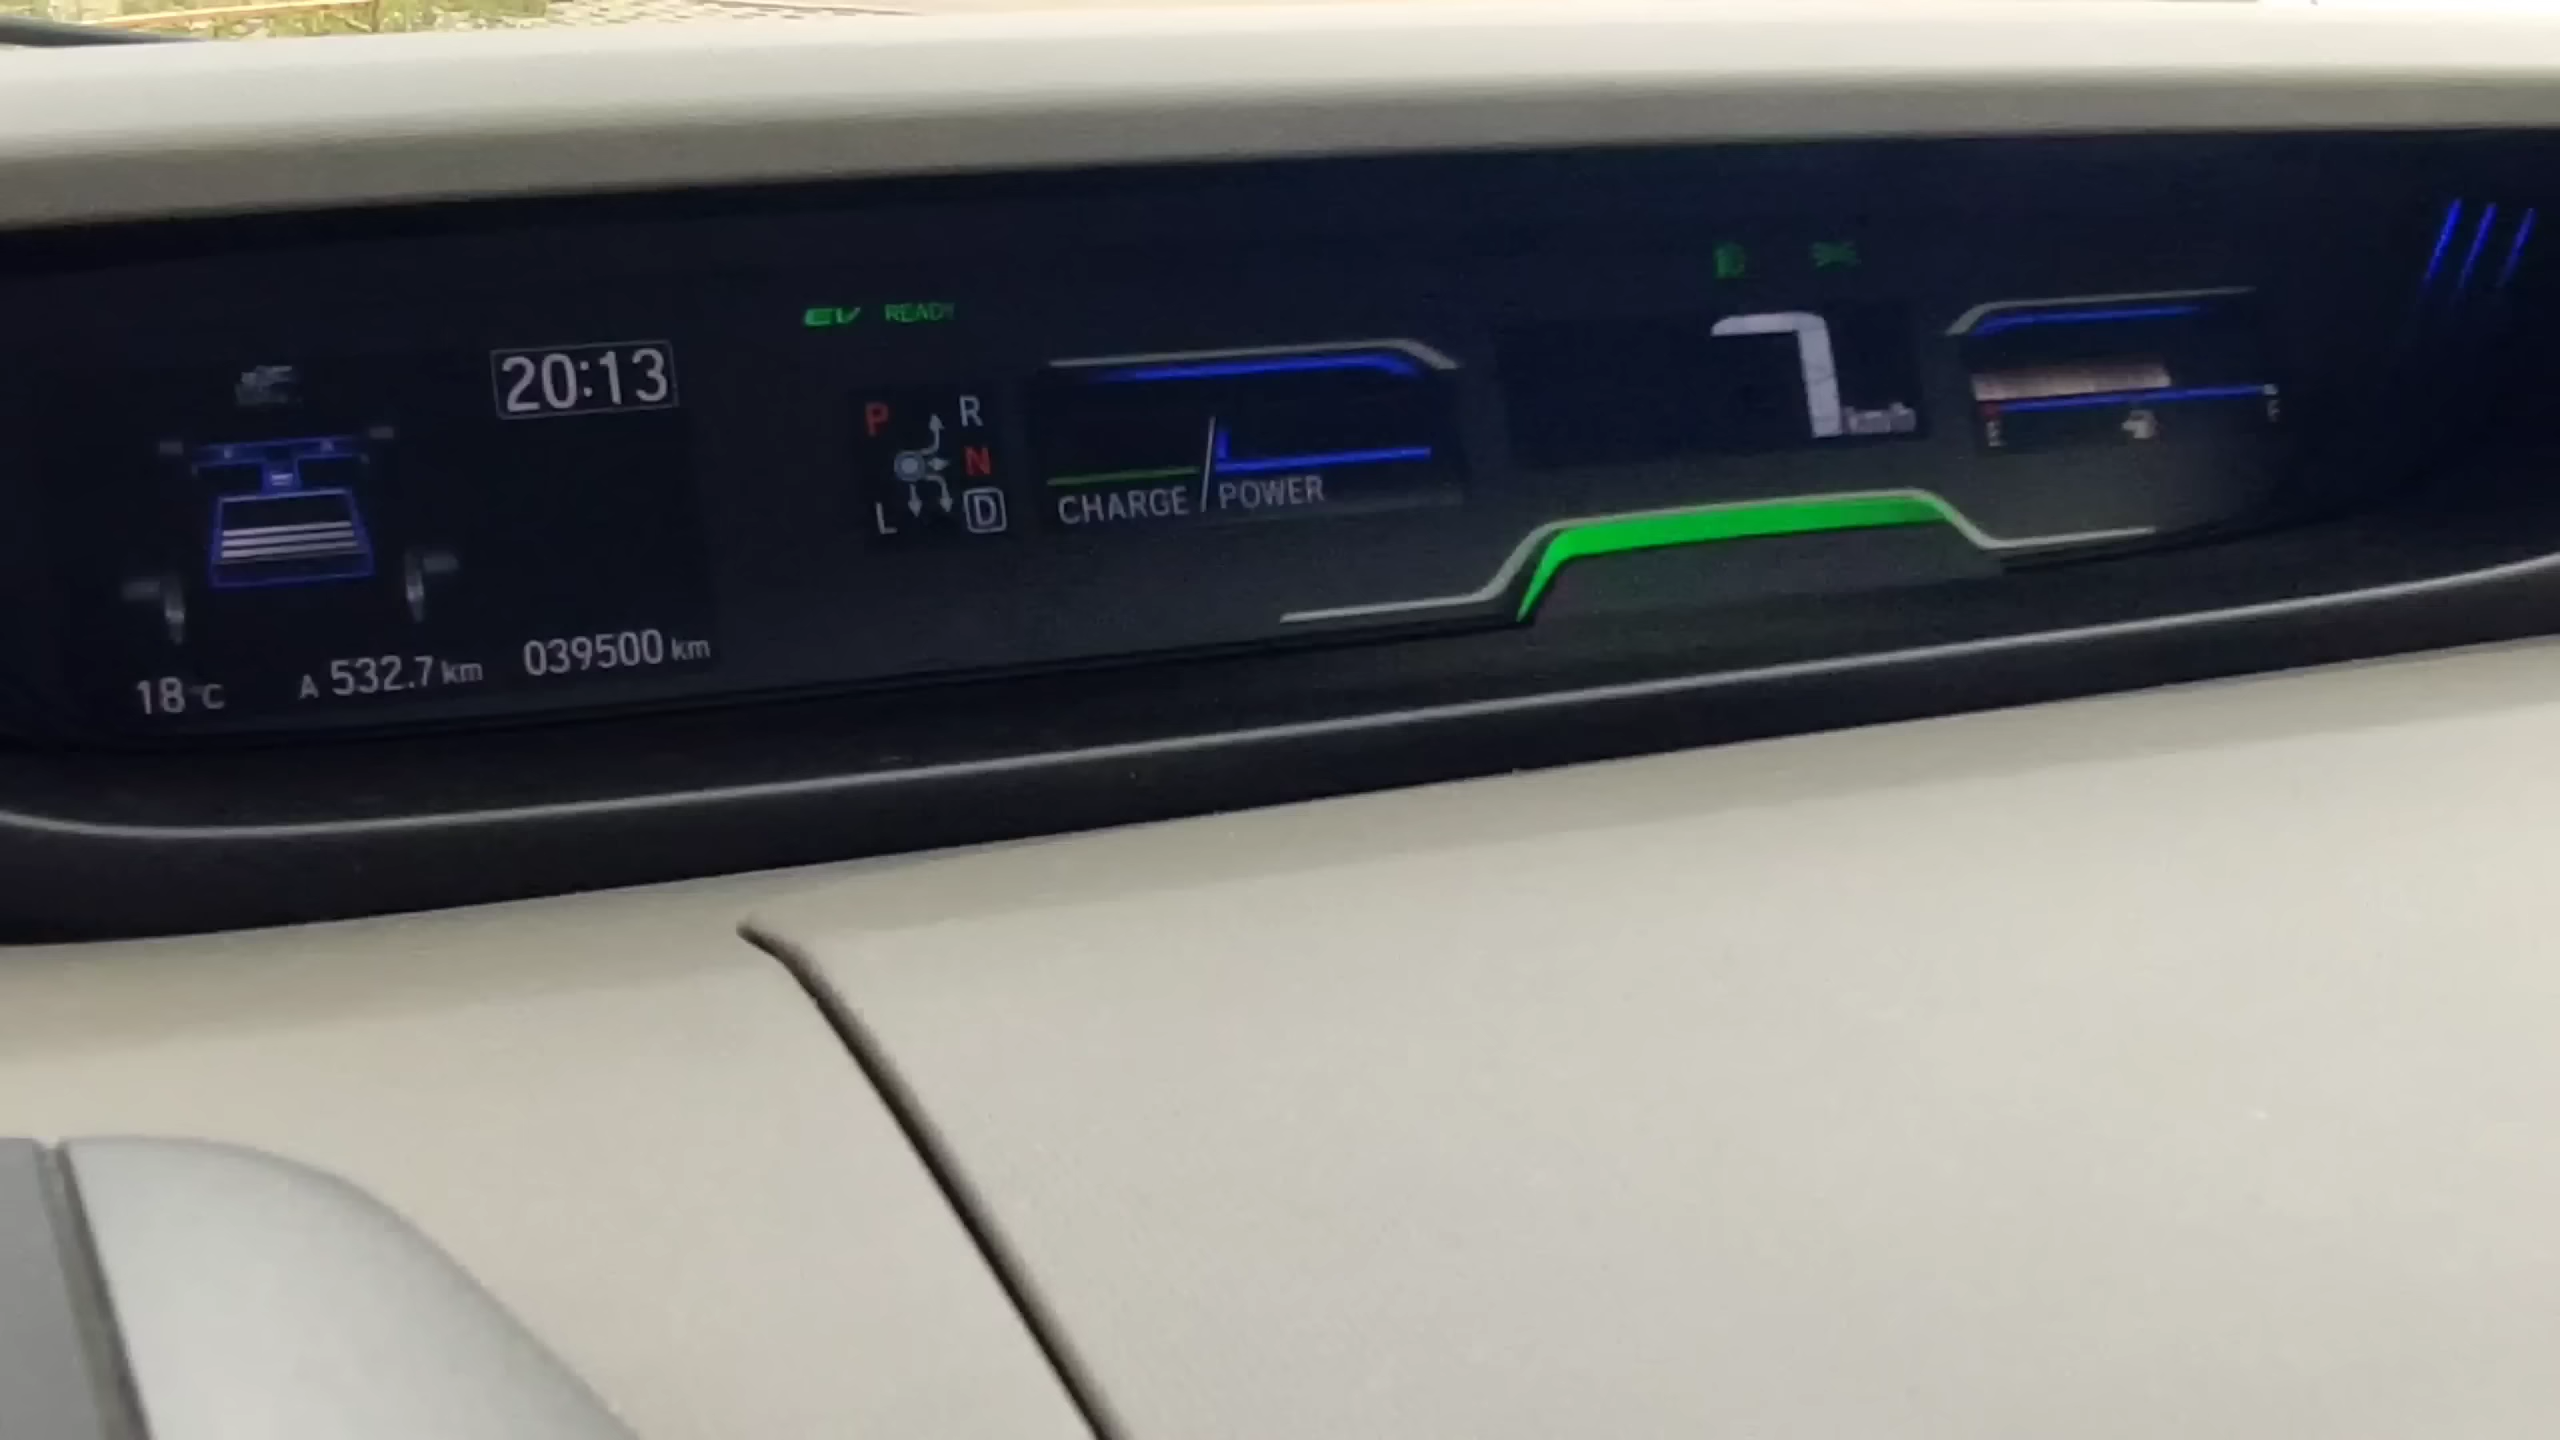 20:13
18°C
A 532.7 km
039500 km
EV READY
P R
N
L D
CHARGE / POWER
7 km/h